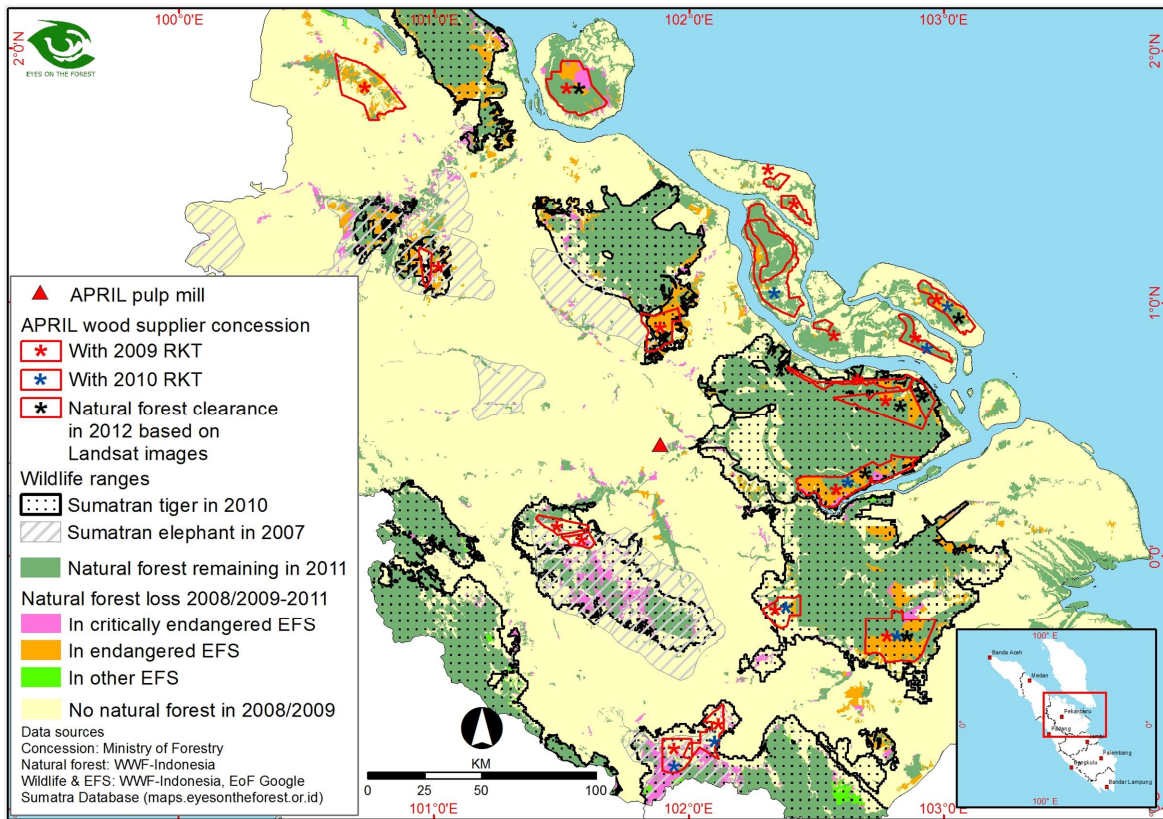 100°0'E
101°0'E
102°0'E
103°0'E
2°0'N
2°0'N
EYES ON THE FOREST
1°0'N
APRIL pulp mill
APRIL wood supplier concession
With 2009 RKT
With 2010 RKT
Natural forest clearance
in 2012 based on
Landsat images
Wildlife ranges
Sumatran tiger in 2010
Sumatran elephant in 2007
Natural forest remaining in 2011
Natural forest loss 2008/2009-2011
In critically endangered EFS
In endangered EFS
In other EFS
No natural forest in 2008/2009
Data sources
Concession: Ministry of Forestry
Natural forest: WWF-Indonesia
Wildlife & EFS: WWF-Indonesia, EoF Google
Sumatra Database (maps.eyesontheforest.or.id)
0°0'
KM
0
25
50
100
100°0'E
Banda Aceh
Medan
Pekanbaru
Padang
Palembang
Bengkulu
Bandar Lampung
0°
0°
100°0'E
101°0'E
102°0'E
103°0'E